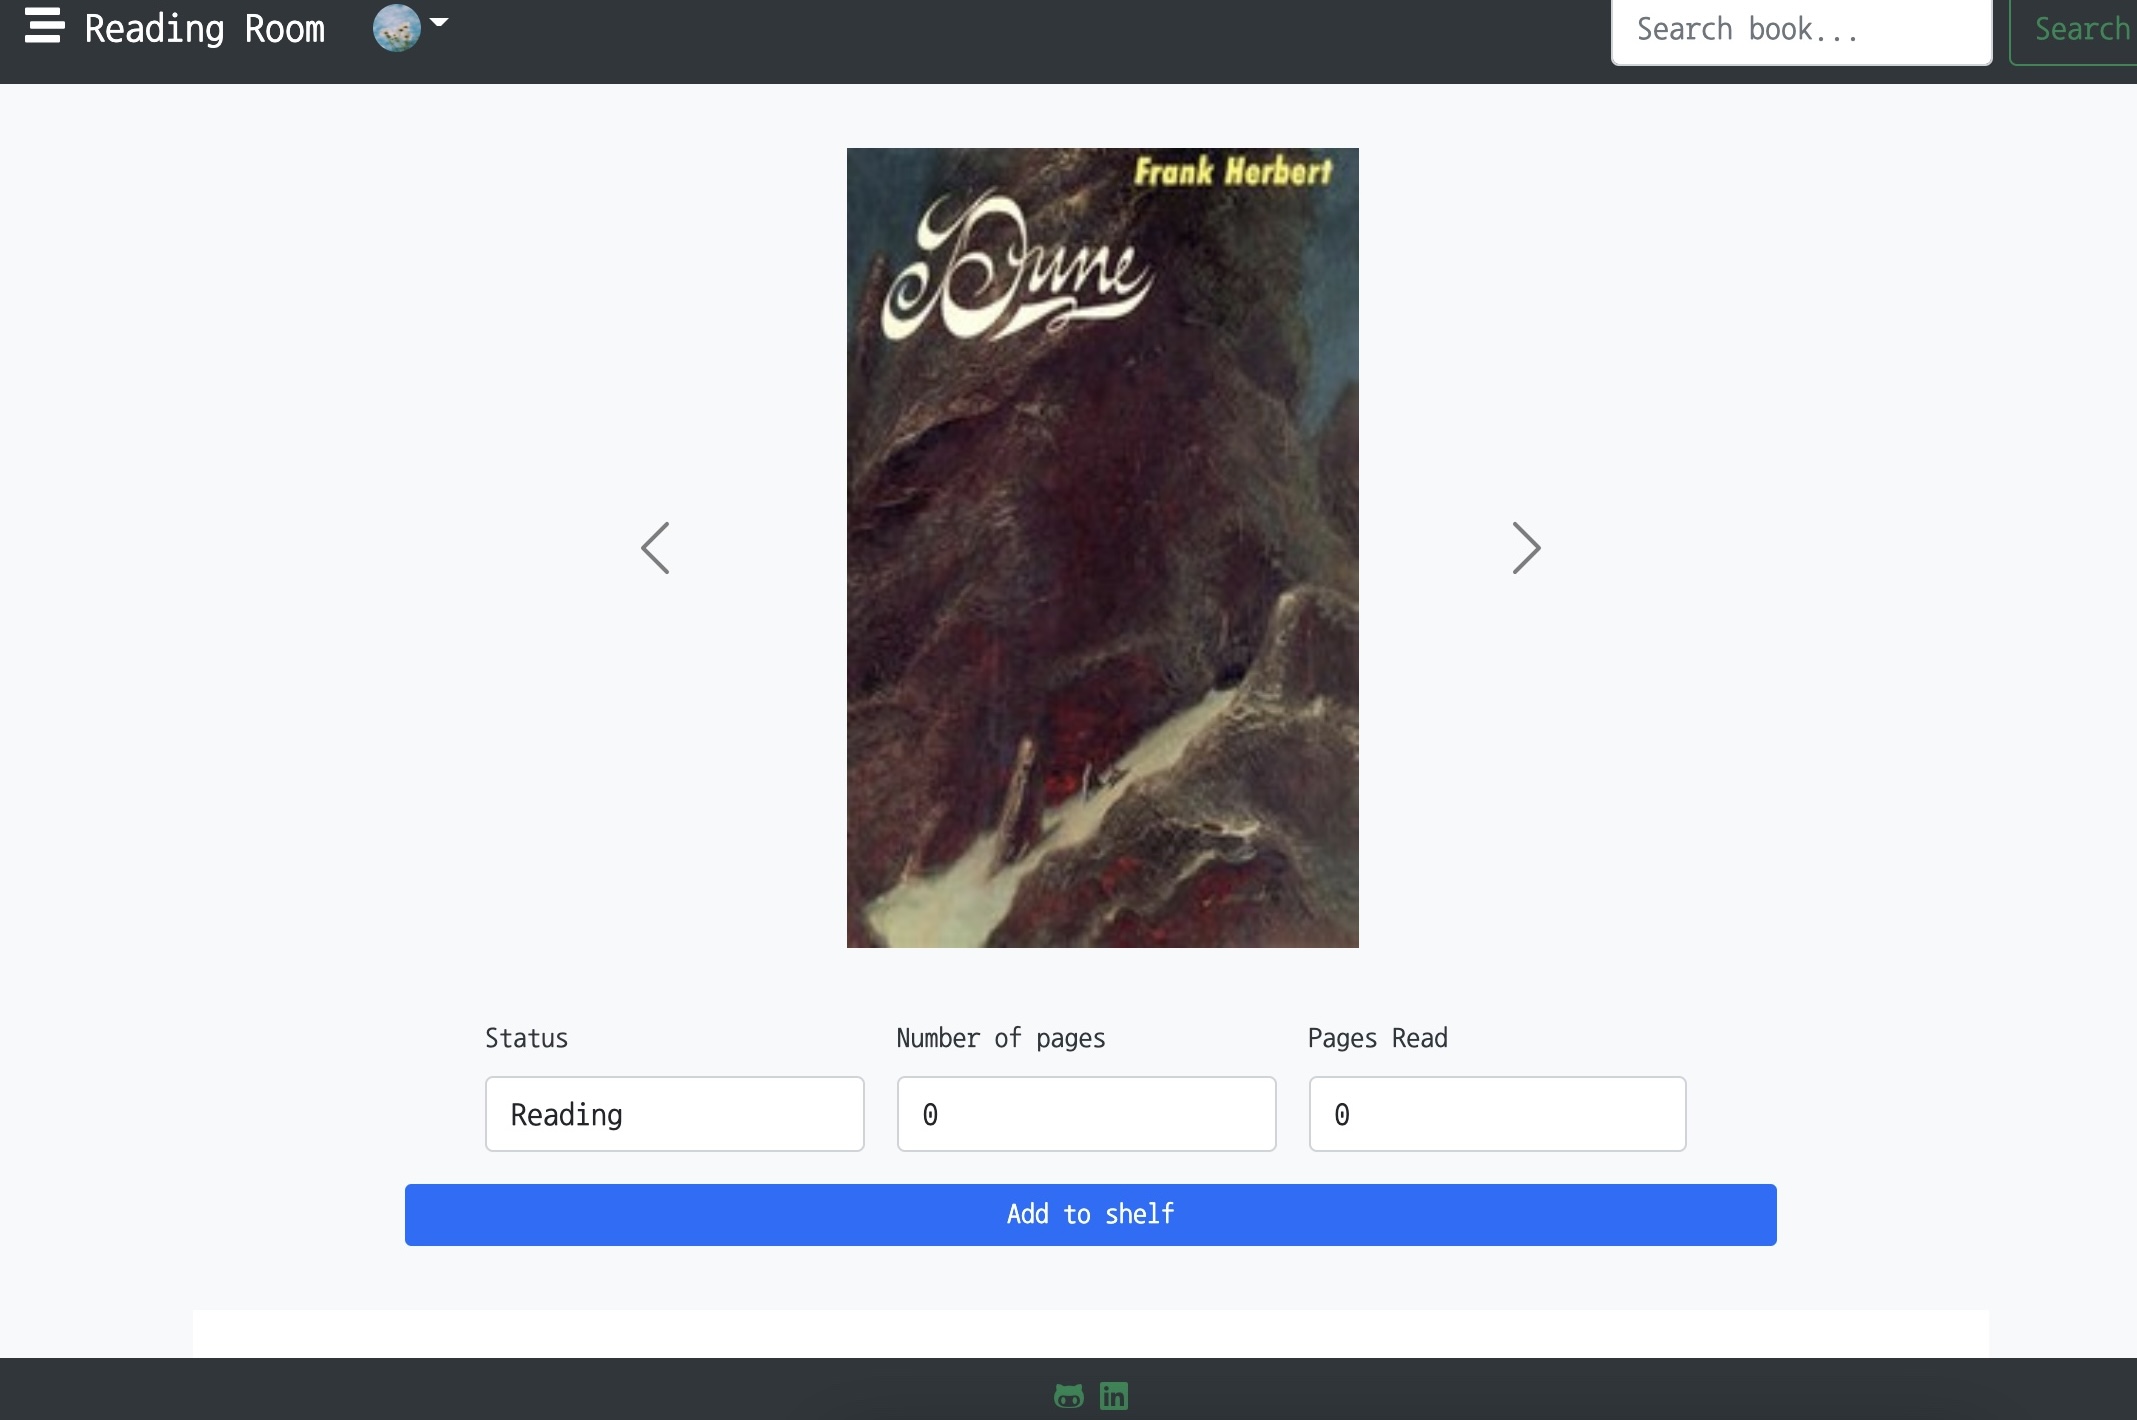 Reading Room
Search book...
Search
Frank Herbert
Dune
Status
Number of pages
Pages Read
Reading
0
0
Add to shelf
in